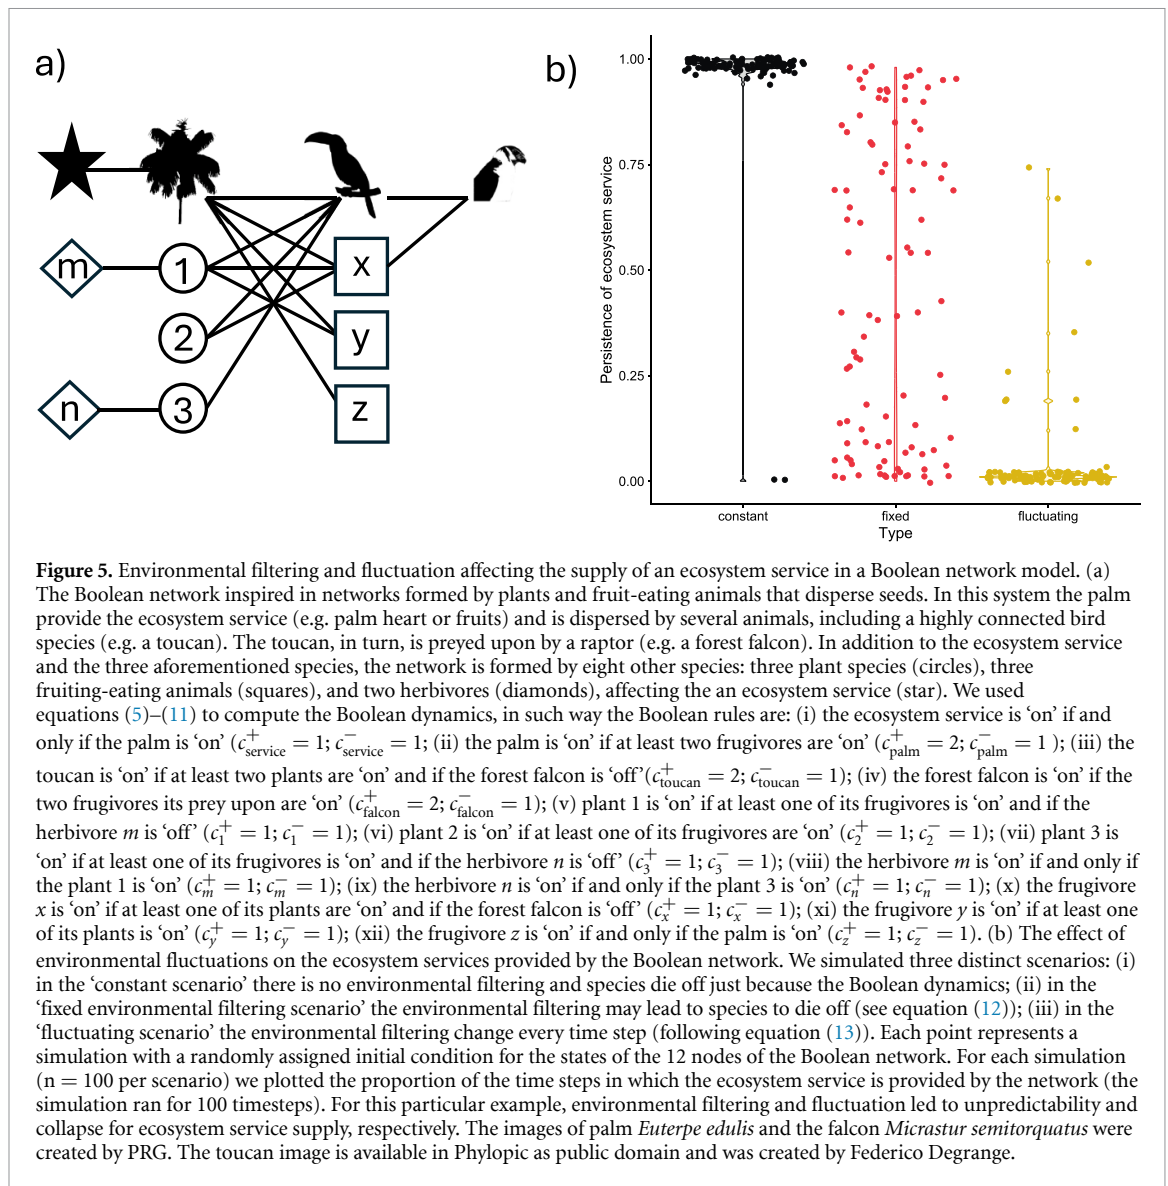 a)
m
n
1
2
3
x
y
z
b)
Persistence of ecosystem service
1.00
0.75
0.50
0.25
0.00
constant
fixed
fluctuating
Type
Figure 5. Environmental filtering and fluctuation affecting the supply of an ecosystem service in a Boolean network model. (a)
The Boolean network inspired in networks formed by plants and fruit-eating animals that disperse seeds. In this system the palm
provide the ecosystem service (e.g. palm heart or fruits) and is dispersed by several animals, including a highly connected bird
species (e.g. a toucan). The toucan, in turn, is preyed upon by a raptor (e.g. a forest falcon). In addition to the ecosystem service
and the three aforementioned species, the network is formed by eight other species: three plant species (circles), three
fruiting-eating animals (squares), and two herbivores (diamonds), affecting the an ecosystem service (star). We used
equations (5)–(11) to compute the Boolean dynamics, in such way the Boolean rules are: (i) the ecosystem service is ‘on’ if and
only if the palm is ‘on’ (c⁺service = 1; c⁻service = 1; (ii) the palm is ‘on’ if at least two frugivores are ‘on’ (c⁺palm = 2; c⁻palm = 1 ); (iii) the
toucan is ‘on’ if at least two plants are ‘on’ and if the forest falcon is ‘off’(c⁺toucan = 2; c⁻toucan = 1); (iv) the forest falcon is ‘on’ if the
two frugivores its prey upon are ‘on’ (c⁺falcon = 2; c⁻falcon = 1); (v) plant 1 is ‘on’ if at least one of its frugivores is ‘on’ and if the
herbivore m is ‘off’ (c⁺1 = 1; c⁻1 = 1); (vi) plant 2 is ‘on’ if at least one of its frugivores are ‘on’ (c⁺2 = 1; c⁻2 = 1); (vii) plant 3 is
‘on’ if at least one of its frugivores is ‘on’ and if the herbivore n is ‘off’ (c⁺3 = 1; c⁻3 = 1); (viii) the herbivore m is ‘on’ if and only if
the plant 1 is ‘on’ (c⁺m = 1; c⁻m = 1); (ix) the herbivore n is ‘on’ if and only if the plant 3 is ‘on’ (c⁺n = 1; c⁻n = 1); (x) the frugivore
x is ‘on’ if at least one of its plants are ‘on’ and if the forest falcon is ‘off’ (c⁺x = 1; c⁻x = 1); (xi) the frugivore y is ‘on’ if at least one
of its plants is ‘on’ (c⁺y = 1; c⁻y = 1); (xii) the frugivore z is ‘on’ if and only if the palm is ‘on’ (c⁺z = 1; c⁻z = 1). (b) The effect of
environmental fluctuations on the ecosystem services provided by the Boolean network. We simulated three distinct scenarios: (i)
in the ‘constant scenario’ there is no environmental filtering and species die off just because the Boolean dynamics; (ii) in the
‘fixed environmental filtering scenario’ the environmental filtering may lead to species to die off (see equation (12)); (iii) in the
‘fluctuating scenario’ the environmental filtering change every time step (following equation (13)). Each point represents a
simulation with a randomly assigned initial condition for the states of the 12 nodes of the Boolean network. For each simulation
(n = 100 per scenario) we plotted the proportion of the time steps in which the ecosystem service is provided by the network (the
simulation ran for 100 timesteps). For this particular example, environmental filtering and fluctuation led to unpredictability and
collapse for ecosystem service supply, respectively. The images of palm Euterpe edulis and the falcon Micrastur semitorquatus were
created by PRG. The toucan image is available in Phylopic as public domain and was created by Federico Degrange.